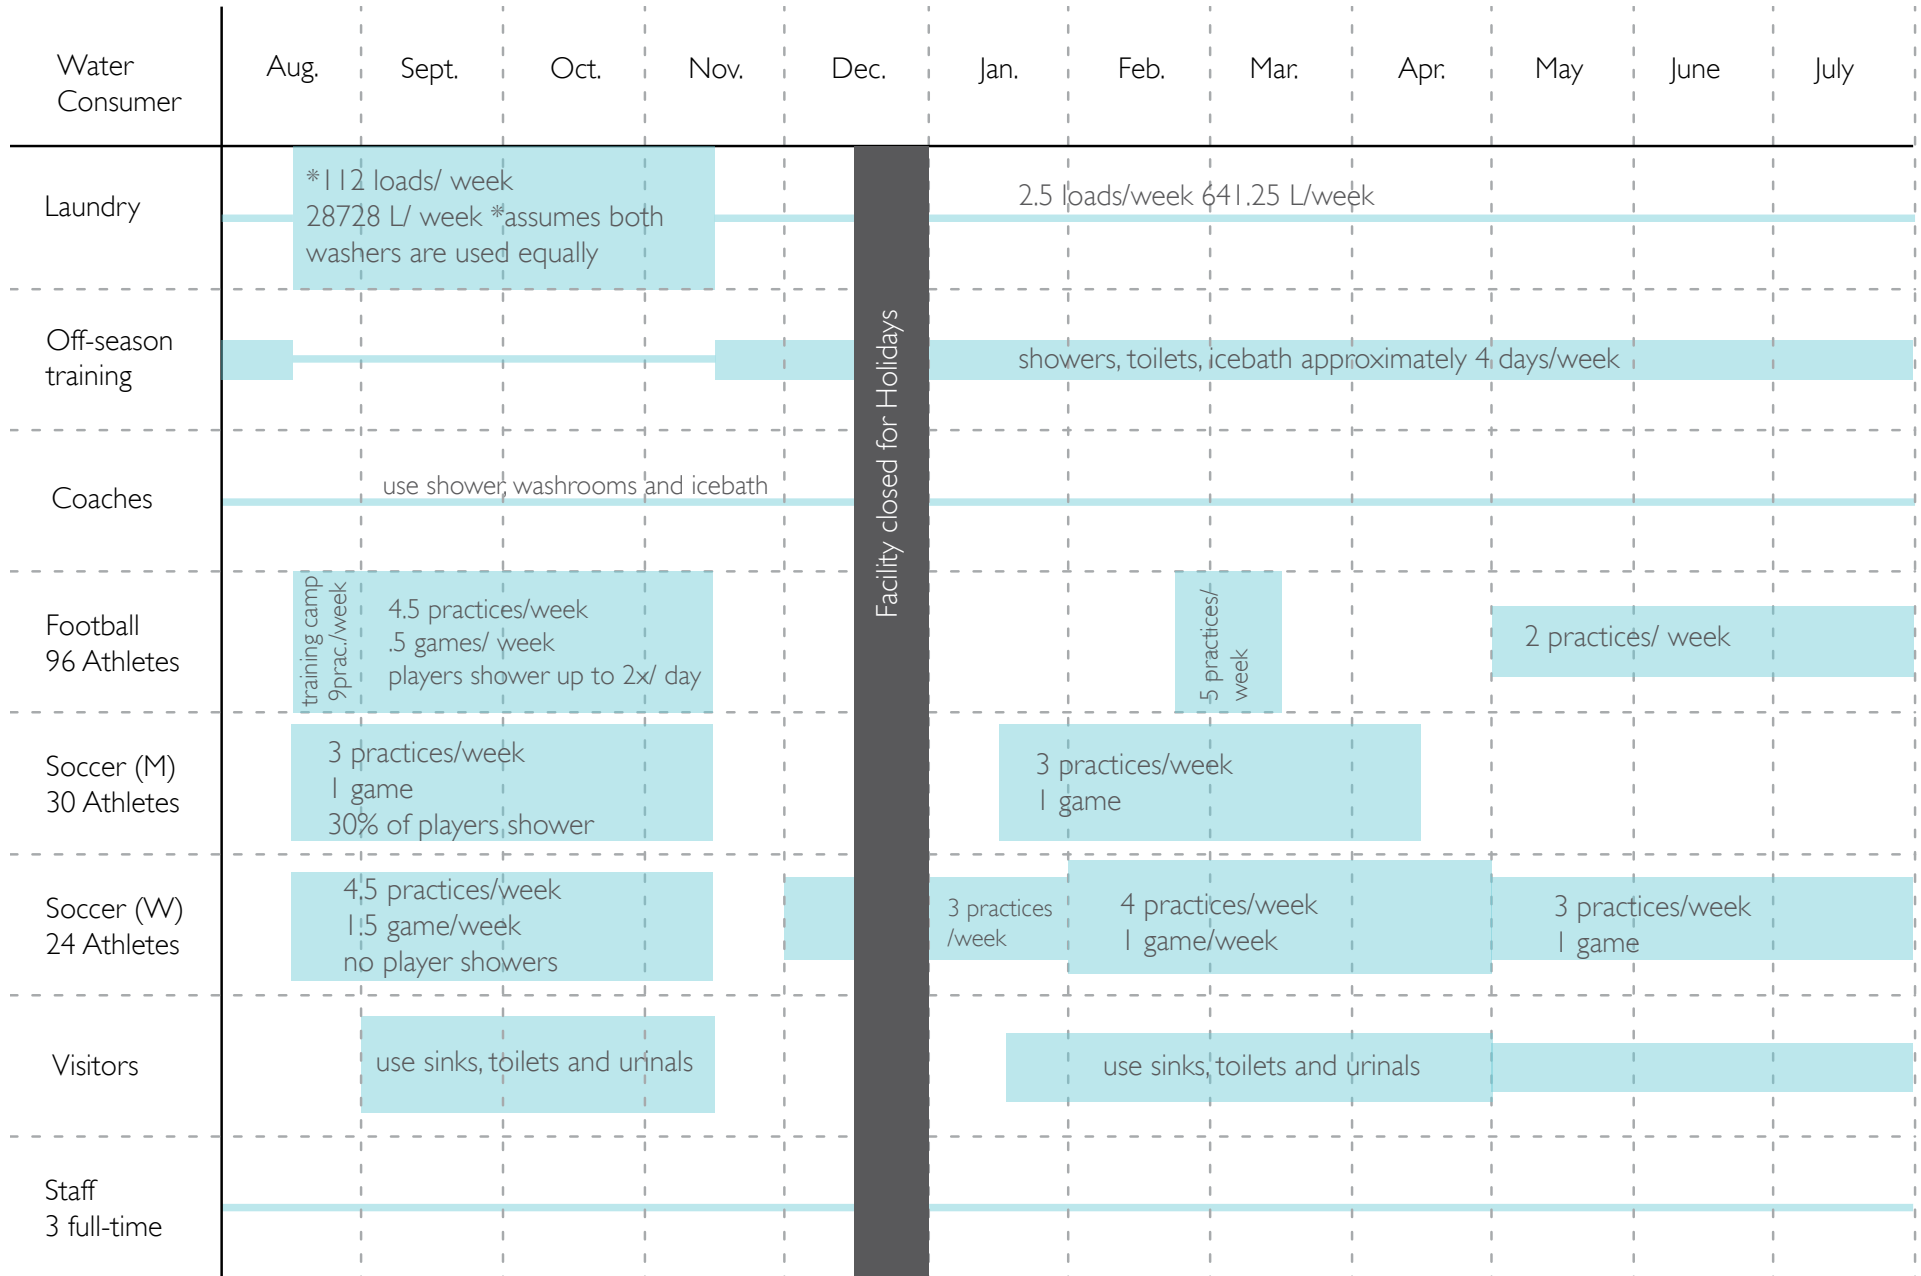 Water
Consumer
Aug.
Sept.
Oct.
Nov.
Dec.
Jan.
Feb.
Mar.
Apr.
May
June
July
Laundry
*112 loads/ week
28728 L/ week *assumes both
washers are used equally
2.5 loads/week 641.25 L/week
Off-season
training
showers, toilets, icebath approximately 4 days/week
Coaches
use shower, washrooms and icebath
Facility closed for Holidays
Football
96 Athletes
training camp
9prac./week
4.5 practices/week
.5 games/ week
players shower up to 2x/ day
5 practices/
week
2 practices/ week
Soccer (M)
30 Athletes
3 practices/week
1 game
30% of players shower
3 practices/week
1 game
Soccer (W)
24 Athletes
4.5 practices/week
1.5 game/week
no player showers
3 practices
/week
4 practices/week
1 game/week
3 practices/week
1 game
Visitors
use sinks, toilets and urinals
use sinks, toilets and urinals
Staff
3 full-time